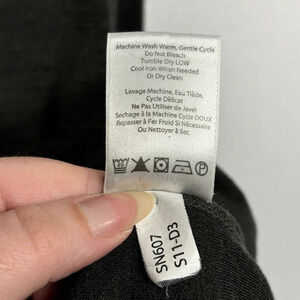 Machine Wash Warm, Gentle Cycle
Do Not Bleach
Tumble Dry LOW
Cool Iron When Needed
Or Dry Clean
Lavage Machine, Eau Tiède,
Cycle Délicat
Ne Pas Utiliser de Javel
Sechage à la Machine Cycle DOUX
Repasser à Fer Froid Si Besoin
Ou Nettoyer à Sec
SN607
S11-D3